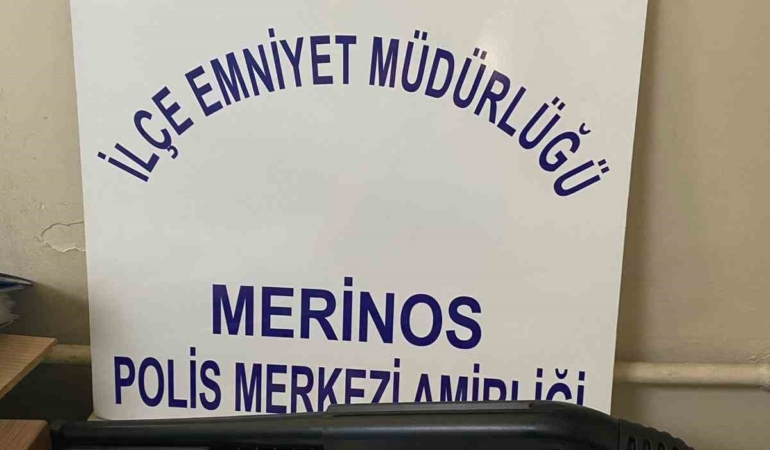 İLÇE EMNİYET MÜDÜRLÜĞÜ
MERİNOS
POLİS MERKEZİ AMİRLİĞİ